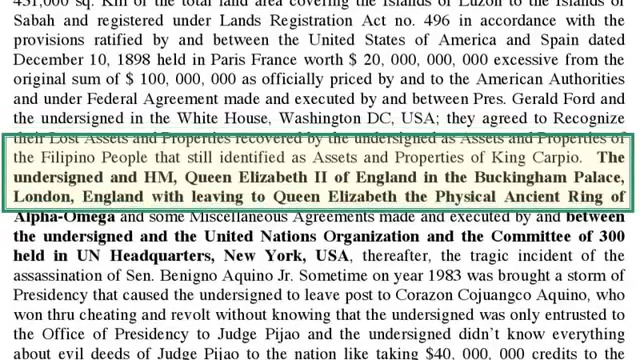 451,000 sq. Km of the total land area covering the Islands of Luzon to the Islands of
Sabah and registered under Lands Registration Act no. 496 in accordance with the
provisions ratified by and between the United States of America and Spain dated
December 10, 1898 held in Paris France worth $ 20, 000, 000, 000 excessive from the
original sum of $ 100, 000, 000 as officially priced by and to the American Authorities
and under Federal Agreement made and executed by and between Pres. Gerald Ford and
the undersigned in the White House, Washington DC, USA; they agreed to Recognize
their Lost Assets and Properties recovered by the undersigned as Assets and Properties of
the Filipino People that still identified as Assets and Properties of King Carpio. The
undersigned and HM, Queen Elizabeth II of England in the Buckingham Palace,
London, England with leaving to Queen Elizabeth the Physical Ancient Ring of
Alpha-Omega and some Miscellaneous Agreements made and executed by and between
the undersigned and the United Nations Organization and the Committee of 300
held in UN Headquarters, New York, USA, thereafter, the tragic incident of the
assassination of Sen. Benigno Aquino Jr. Sometime on year 1983 was brought a storm of
Presidency that caused the undersigned to leave post to Corazon Cojuangco Aquino, who
won thru cheating and revolt without knowing that the undersigned was only entrusted to
the Office of Presidency to Judge Pijao and the undersigned didn't know everything
about evil deeds of Judge Pijao to the nation like taking $40, 000, 000 credits to the